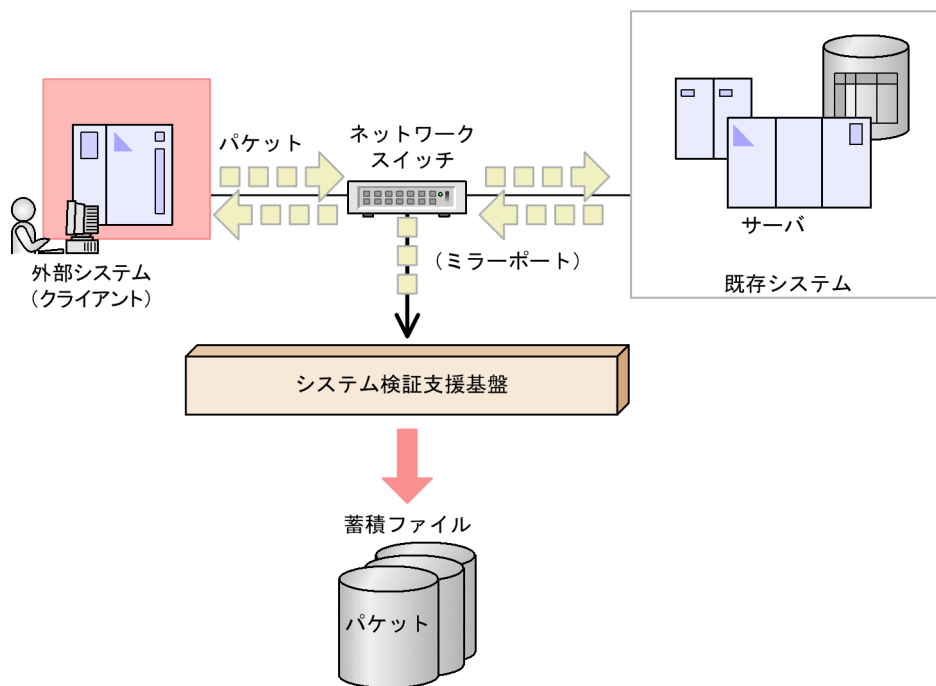 パケット
ネットワーク
スイッチ
サーバ
既存システム
外部システム
（クライアント）
（ミラーポート）
システム検証支援基盤
蓄積ファイル
パケット